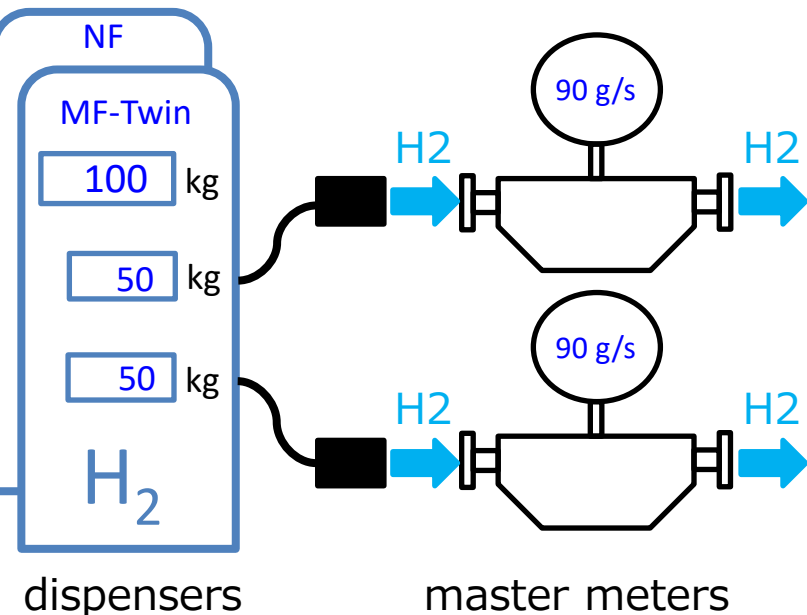 NF
MF-Twin
100 kg
50 kg
50 kg
H2
dispensers
90 g/s
H2
H2
90 g/s
H2
H2
master meters